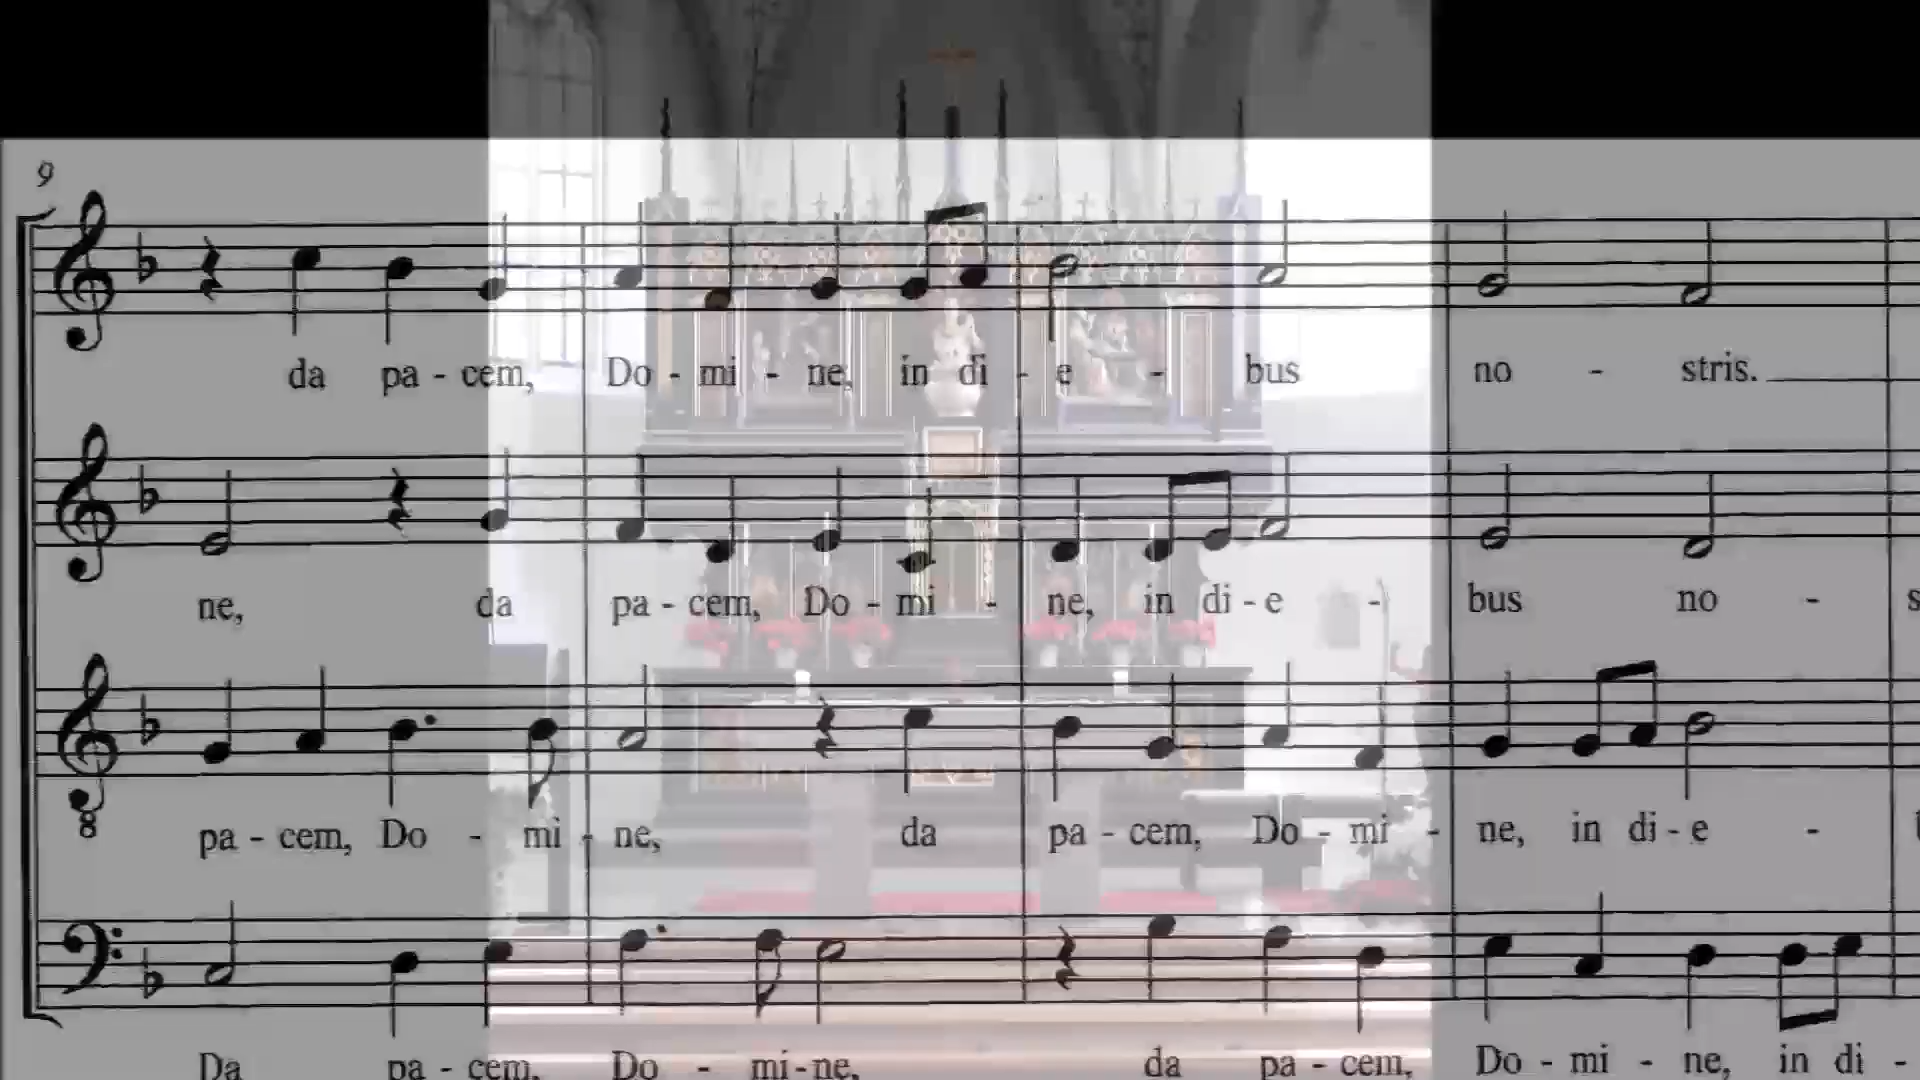 9
da pa - cem, Do - mi - ne, in di - e - bus no - stris.
ne, da pa - cem, Do - mi - ne, in di - e - bus no -
8
pa - cem, Do - mi - ne, da pa - cem, Do - mi - ne, in di - e -
Da pa - cem, Do - mi - ne, da pa - cem, Do - mi - ne, in di -